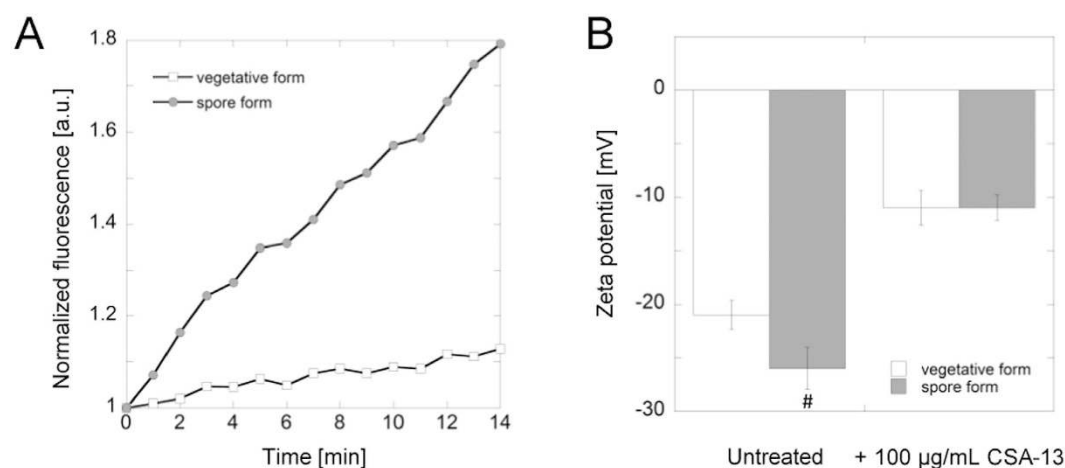 A
Normalized fluorescence [a.u.]
1.8
1.6
1.4
1.2
1
vegetative form
spore form
0 2 4 6 8 10 12 14
Time [min]
B
Zeta potential [mV]
0
-10
-20
-30
#
vegetative form
spore form
Untreated + 100 µg/mL CSA-13